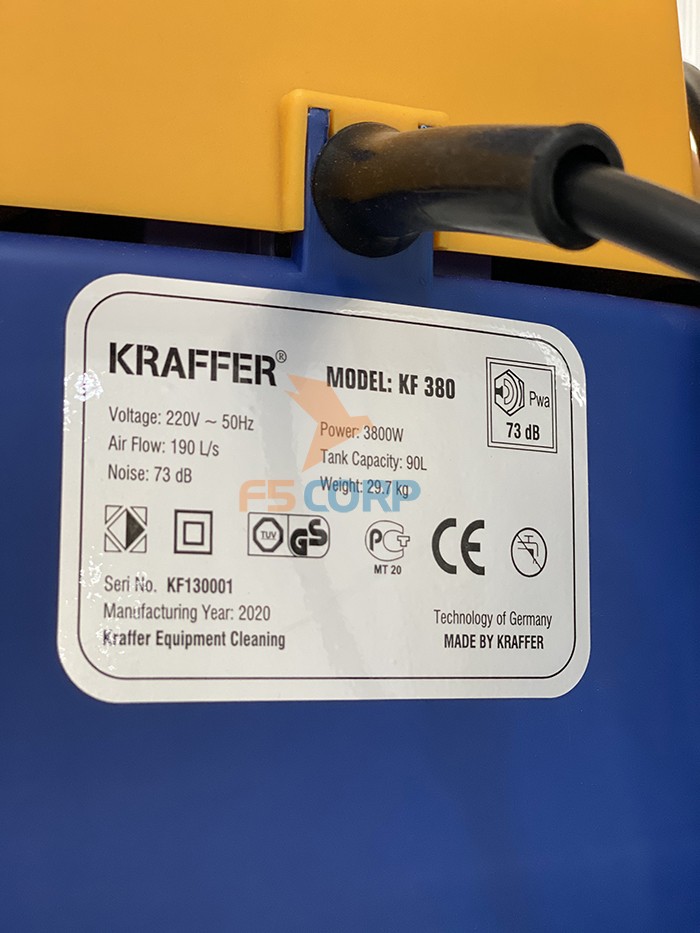 KRAFFER®
MODEL: KF 380
Pwa
73 dB
Voltage: 220V ~ 50Hz
Air Flow: 190 L/s
Noise: 73 dB
Power: 3800W
Tank Capacity: 90L
Weight: 29.7 kg
F5 CORP
TUV
GS
PCT
MT 20
CE
Seri No. KF130001
Manufacturing Year: 2020
Kraffer Equipment Cleaning
Technology of Germany
MADE BY KRAFFER